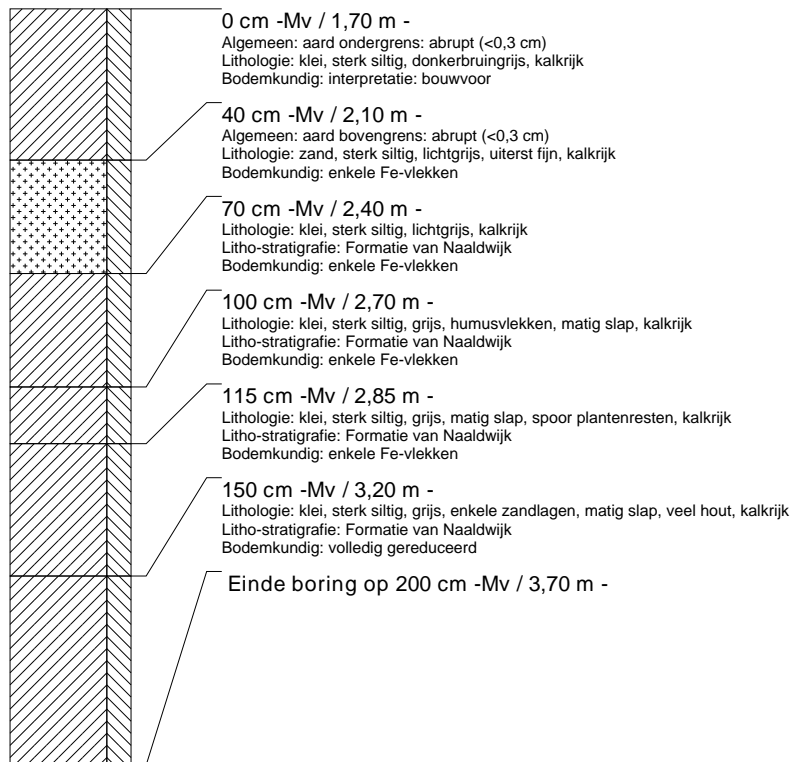 0 cm -Mv / 1,70 m -
Algemeen: aard ondergrens: abrupt (<0,3 cm)
Lithologie: klei, sterk siltig, donkerbruingrijs, kalkrijk
Bodemkundig: interpretatie: bouwvoor
40 cm -Mv / 2,10 m -
Algemeen: aard bovengrens: abrupt (<0,3 cm)
Lithologie: zand, sterk siltig, lichtgrijs, uiterst fijn, kalkrijk
Bodemkundig: enkele Fe-vlekken
70 cm -Mv / 2,40 m -
Lithologie: klei, sterk siltig, lichtgrijs, kalkrijk
Litho-stratigrafie: Formatie van Naaldwijk
Bodemkundig: enkele Fe-vlekken
100 cm -Mv / 2,70 m -
Lithologie: klei, sterk siltig, grijs, humusvlekken, matig slap, kalkrijk
Litho-stratigrafie: Formatie van Naaldwijk
Bodemkundig: enkele Fe-vlekken
115 cm -Mv / 2,85 m -
Lithologie: klei, sterk siltig, grijs, matig slap, spoor plantenresten, kalkrijk
Litho-stratigrafie: Formatie van Naaldwijk
Bodemkundig: enkele Fe-vlekken
150 cm -Mv / 3,20 m -
Lithologie: klei, sterk siltig, grijs, enkele zandlagen, matig slap, veel hout, kalkrijk
Litho-stratigrafie: Formatie van Naaldwijk
Bodemkundig: volledig gereduceerd
Einde boring op 200 cm -Mv / 3,70 m -